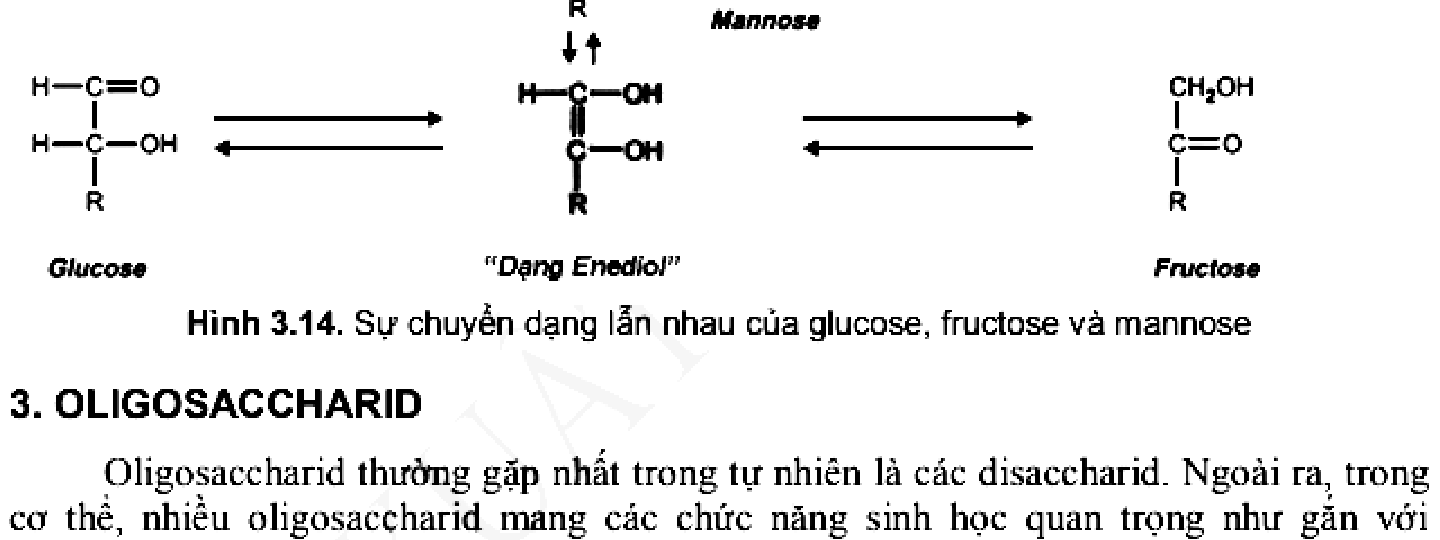 R
Mannose
H—C=O
H—C—OH
R
H—C—OH
C—OH
R
CH₂OH
C=O
R
Glucose
"Dạng Enediol"
Fructose
Hình 3.14. Sự chuyển dạng lẫn nhau của glucose, fructose và mannose
3. OLIGOSACCHARID
Oligosaccharid thường gặp nhất trong tự nhiên là các disaccharid. Ngoài ra, trong
cơ thể, nhiều oligosaccharid mang các chức năng sinh học quan trọng như gắn với